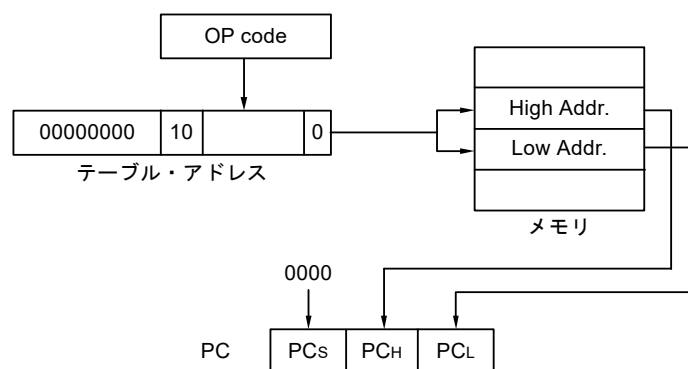 OP code
00000000 10 0
テーブル・アドレス
High Addr.
Low Addr.
メモリ
0000
PC PCS PCH PCL